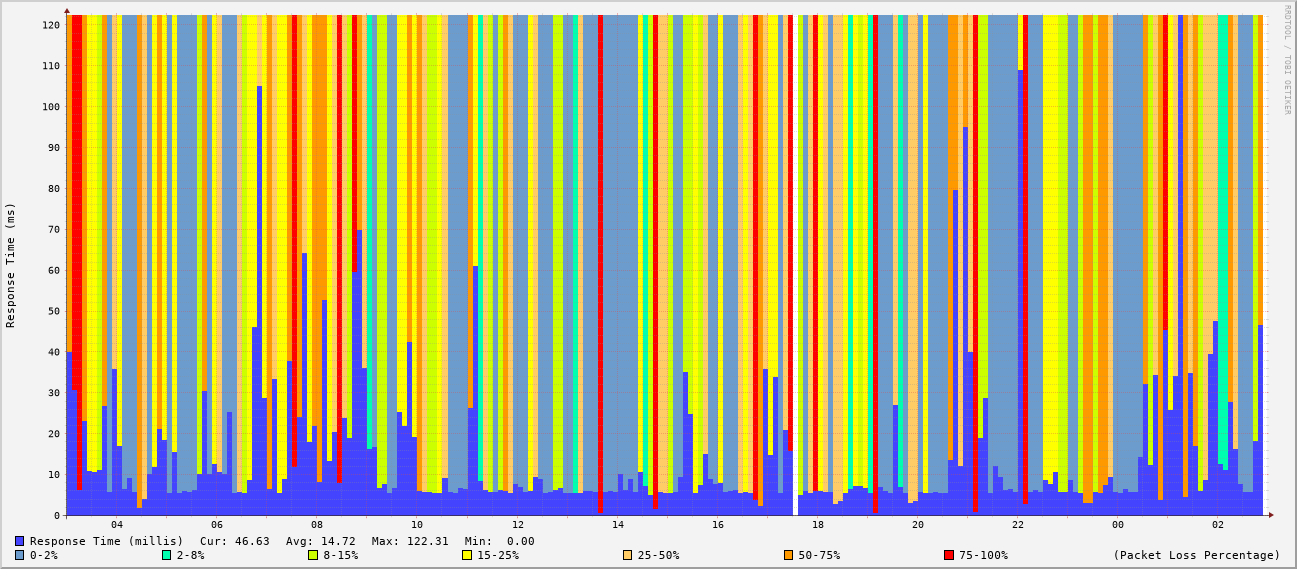 RRDTOOL / TOBI OETIKER
Response Time (ms)
120
110
100
90
80
70
60
50
40
30
20
10
0
04 06 08 10 12 14 16 18 20 22 00 02
Response Time (millis) Cur: 46.63 Avg: 14.72 Max: 122.31 Min: 0.00
0-2% 2-8% 8-15% 15-25% 25-50% 50-75% 75-100% (Packet Loss Percentage)